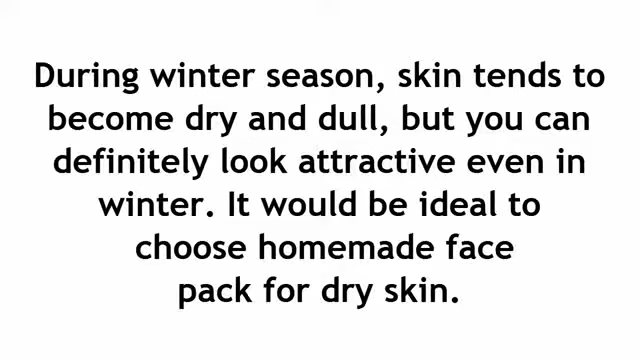 During winter season, skin tends to
become dry and dull, but you can
definitely look attractive even in
winter. It would be ideal to
choose homemade face
pack for dry skin.